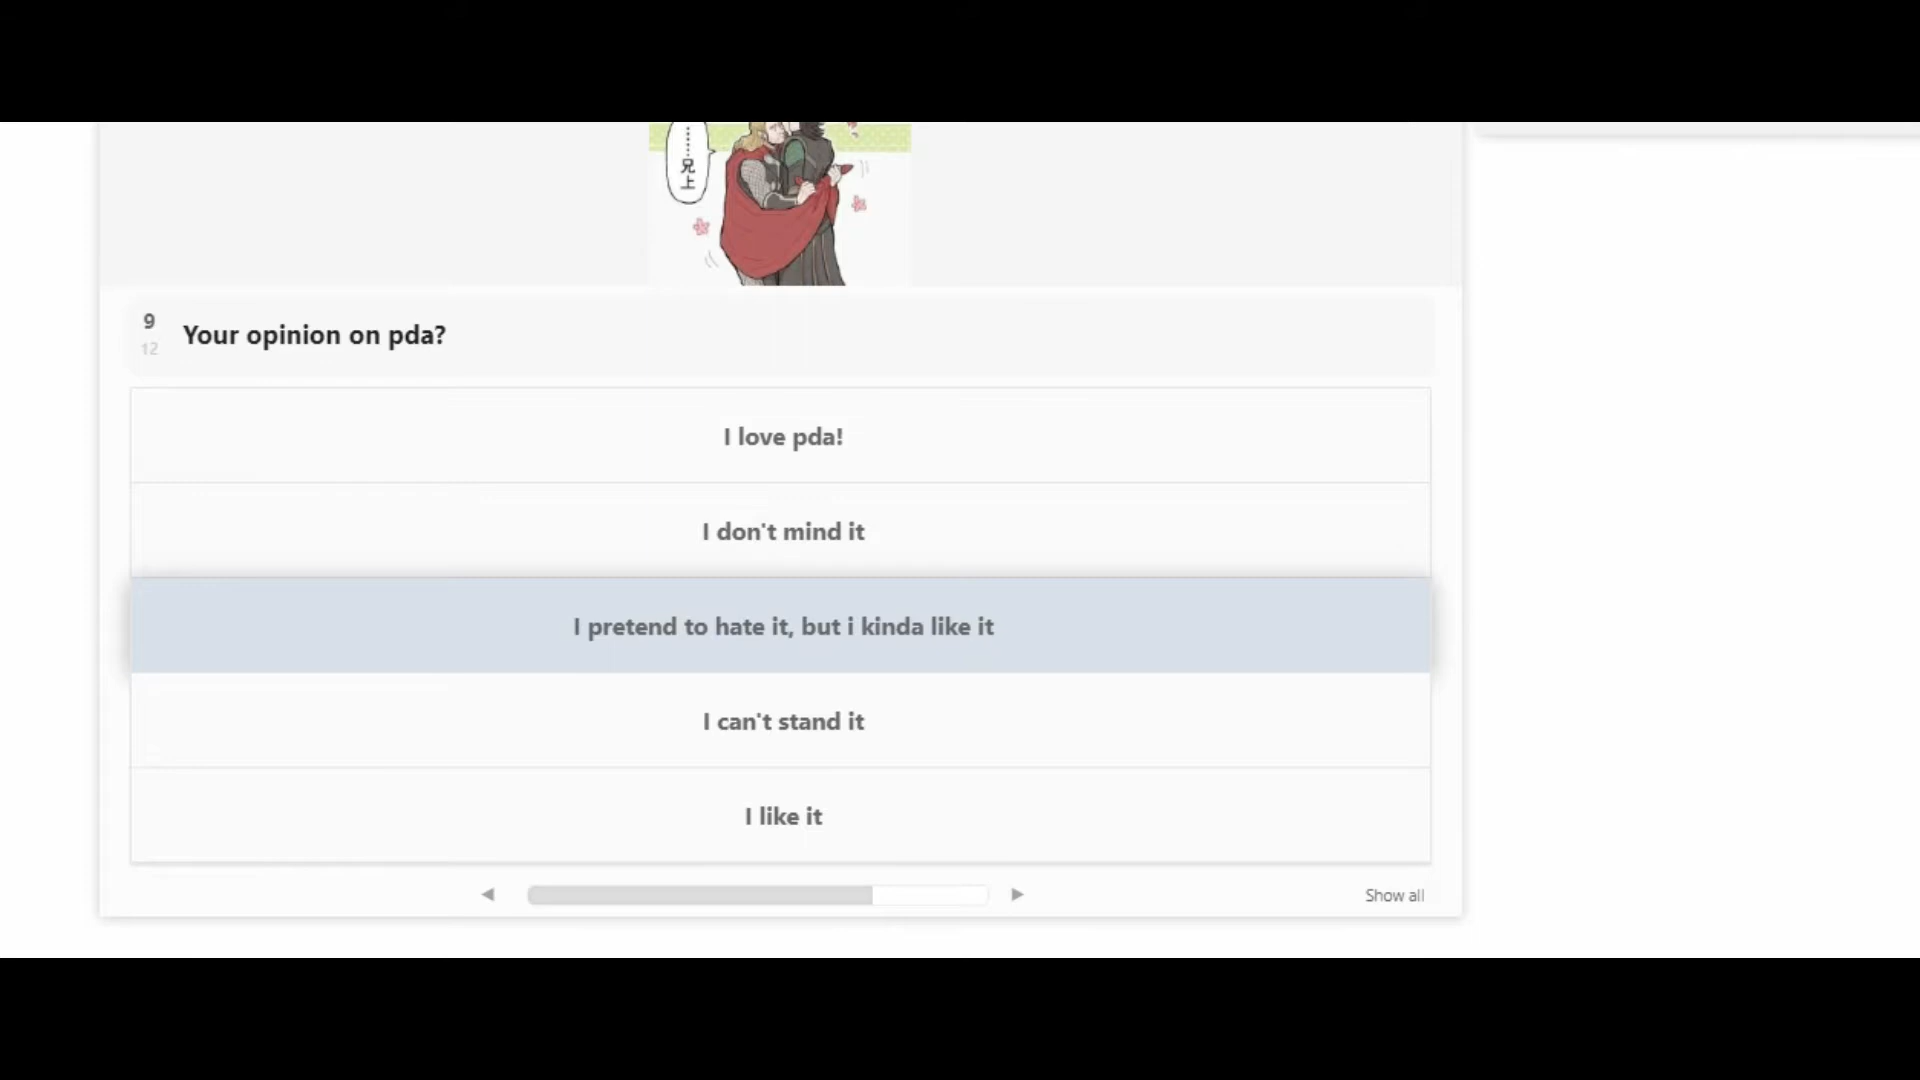 ……兄上
9
12
Your opinion on pda?
I love pda!
I don't mind it
I pretend to hate it, but i kinda like it
I can't stand it
I like it
Show all